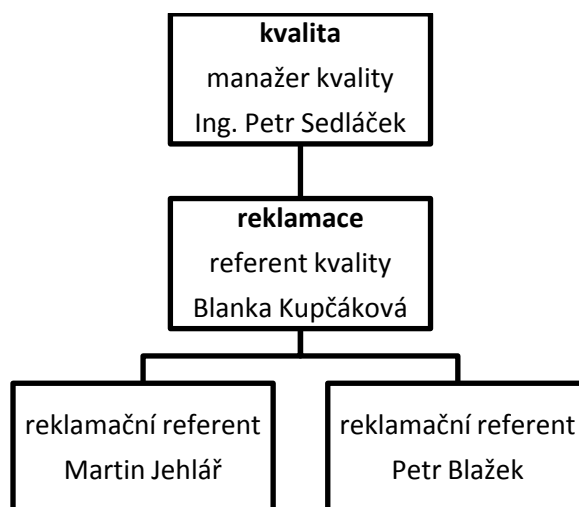 kvalita
manažer kvality
Ing. Petr Sedláček
reklamace
referent kvality
Blanka Kupčáková
reklamační referent
Martin Jehlář
reklamační referent
Petr Blažek